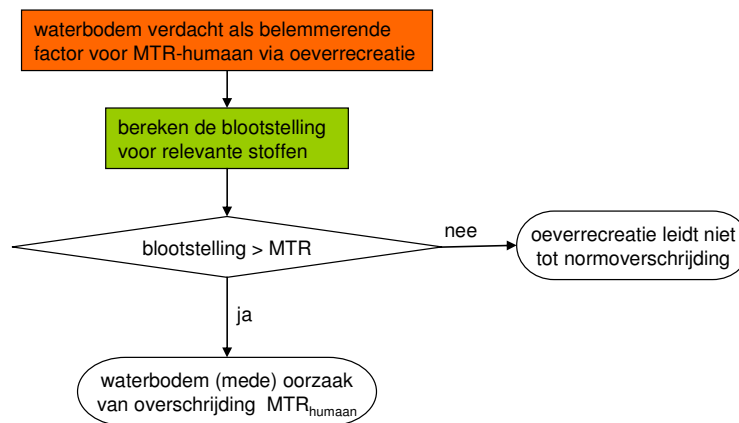 waterbodem verdacht als belemmerende
factor voor MTR-humaan via oeverrecreatie
bereken de blootstelling
voor relevante stoffen
blootstelling > MTR
nee
oeverrecreatie leidt niet
tot normoverschrijding
ja
waterbodem (mede) oorzaak
van overschrijding MTRhumaan